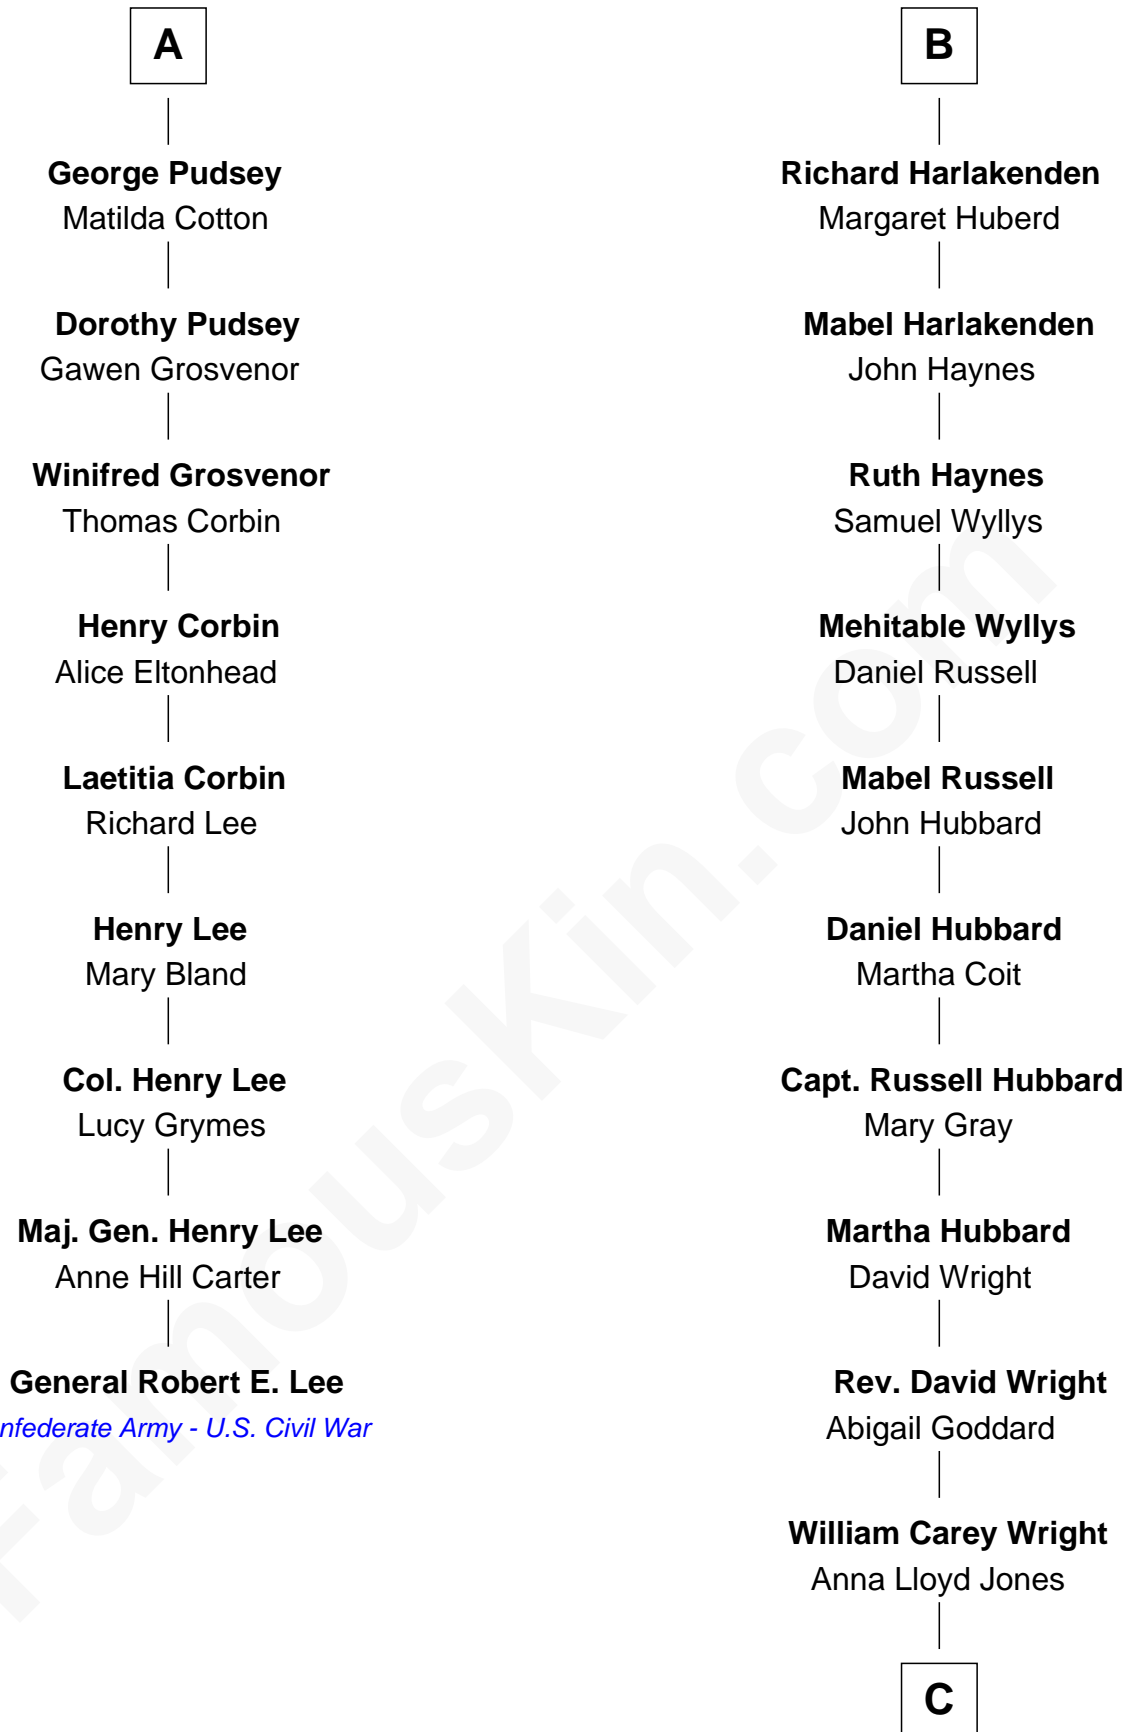 A
George Pudsey
Matilda Cotton
Dorothy Pudsey
Gawen Grosvenor
Winifred Grosvenor
Thomas Corbin
Henry Corbin
Alice Eltonhead
Laetitia Corbin
Richard Lee
Henry Lee
Mary Bland
Col. Henry Lee
Lucy Grymes
Maj. Gen. Henry Lee
Anne Hill Carter
General Robert E. Lee
nfederate Army - U.S. Civil War
B
Richard Harlakenden
Margaret Huberd
Mabel Harlakenden
John Haynes
Ruth Haynes
Samuel Wyllys
Mehitable Wyllys
Daniel Russell
Mabel Russell
John Hubbard
Daniel Hubbard
Martha Coit
Capt. Russell Hubbard
Mary Gray
Martha Hubbard
David Wright
Rev. David Wright
Abigail Goddard
William Carey Wright
Anna Lloyd Jones
C
FamousKin.com